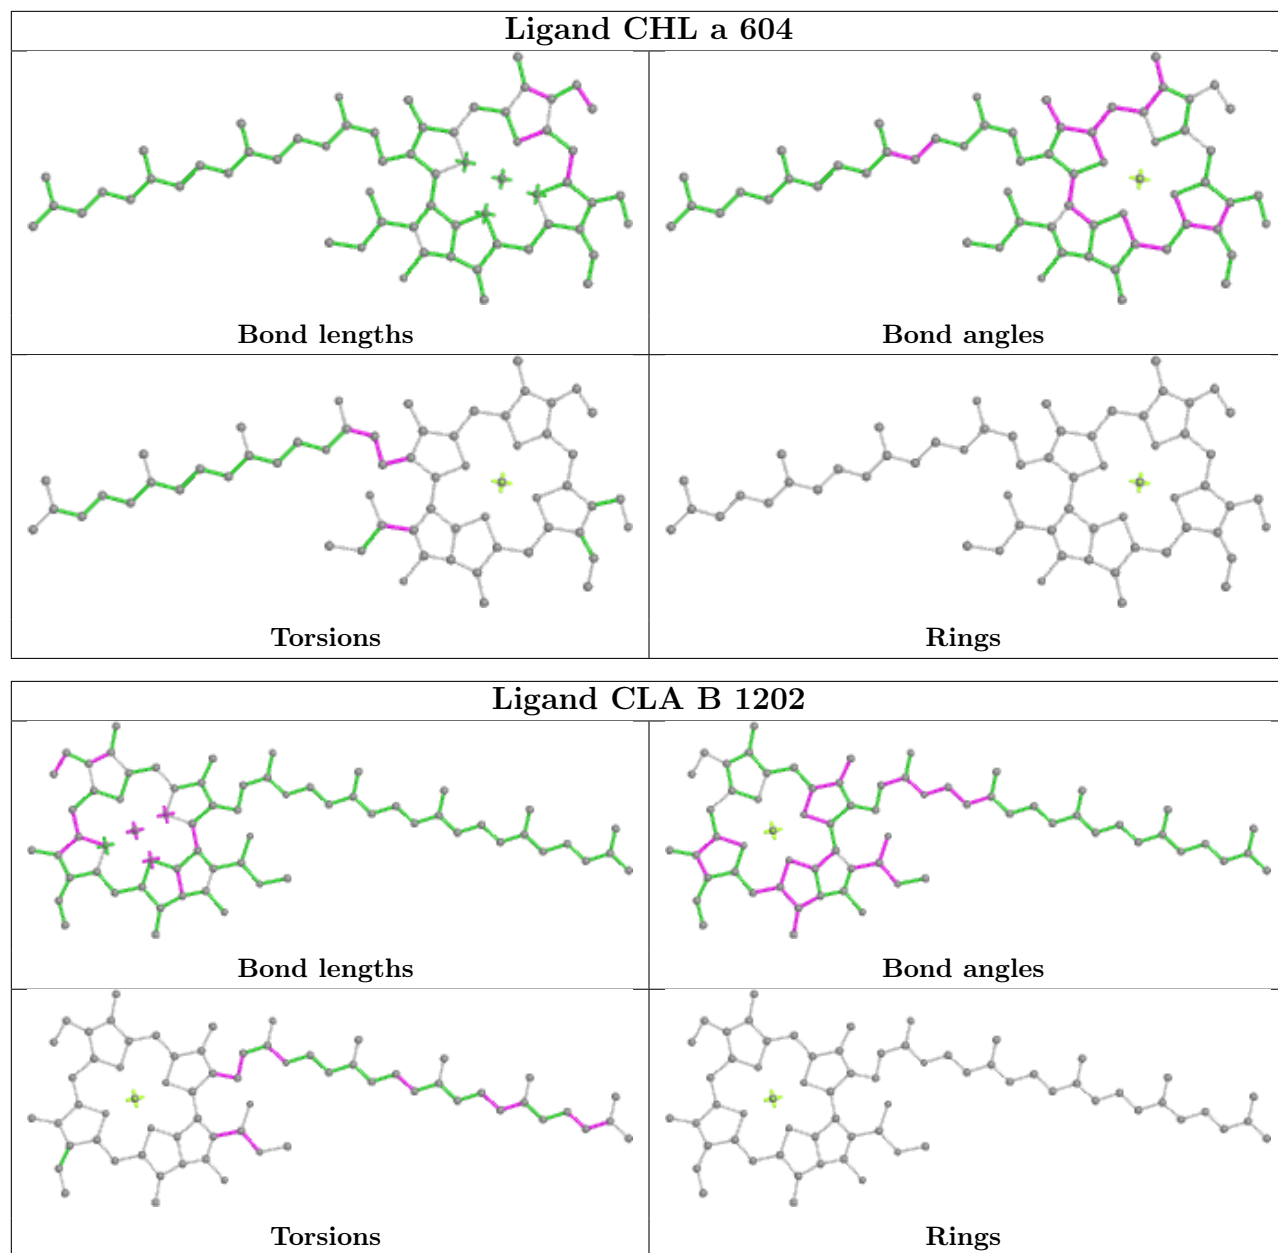 Ligand CHL a 604
Bond lengths
Bond angles
Torsions
Rings
Ligand CLA B 1202
Bond lengths
Bond angles
Torsions
Rings